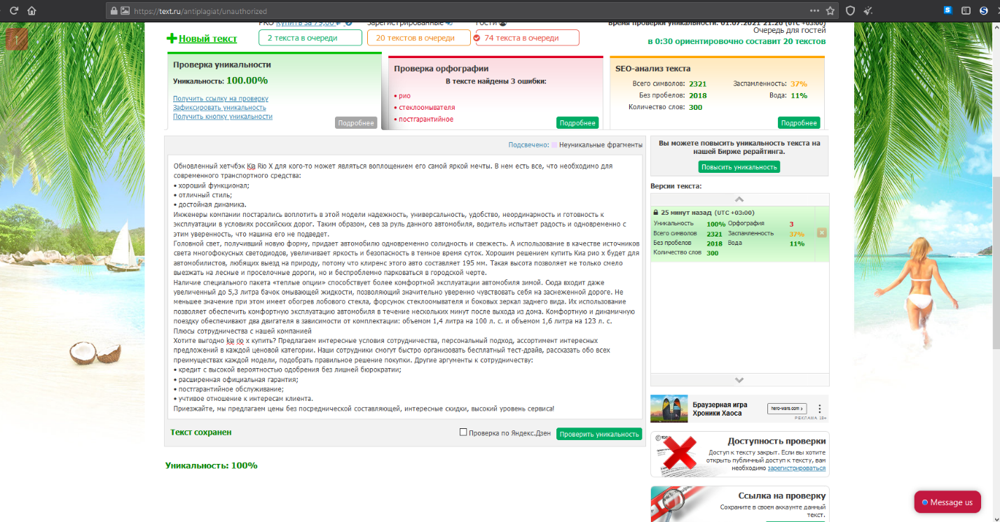 https://text.ru/antiplagiat/unauthorized
PRO купить за 79,00 Зарегистрированные Гости Время проверки уникальности: 01.07.2021 21:26 (UTC +03:00)
Новый текст
2 текста в очереди
20 текстов в очереди
74 текста в очереди
Очередь для гостей
в 0:30 ориентировочно составит 20 текстов
Проверка уникальности
Уникальность: 100.00%
Получить ссылку на проверку
Зафиксировать уникальность
Получить кнопку уникальности
Подробнее
Проверка орфографии
В тексте найдены 3 ошибки:
• рио
• стеклоомывателя
• постгарантийное
Подробнее
SEO-анализ текста
Всего символов: 2321 Заспамленность: 37%
Без пробелов: 2018 Вода: 11%
Количество слов: 300
Подробнее
Подсвечено: Неуникальные фрагменты
Обновленный хетчбэк Kia Rio X для кого-то может являться воплощением его самой яркой мечты. В нем есть все, что необходимо для
современного транспортного средства:
• хороший функционал;
• отличный стиль;
• достойная динамика.
Инженеры компании постарались воплотить в этой модели надежность, универсальность, удобство, неординарность и готовность к
эксплуатации в условиях российских дорог. Таким образом, сев за руль данного автомобиля, водитель испытает радость и одновременно с
этим уверенность, что машина его не подведет.
Головной свет, получивший новую форму, придает автомобилю одновременно солидность и свежесть. А использование в качестве источников
света многофокусных светодиодов, увеличивает яркость и безопасность в темное время суток. Хорошим решением купить Киа рио х будет для
автомобилистов, любящих выезд на природу, потому что клиренс этого авто составляет 195 мм. Такая высота позволяет не только смело
выезжать на лесные и проселочные дороги, но и беспроблемно парковаться в городской черте.
Наличие специального пакета «теплые опции» способствует более комфортной эксплуатации автомобиля зимой. Сюда входит даже
увеличенный до 5,3 литра бачок омывающей жидкости, позволяющий значительно уверенно чувствовать себя на заснеженной дороге. Не
меньшее значение при этом имеет обогрев лобового стекла, форсунок стеклоомывателя и боковых зеркал заднего вида. Их использование
позволяет обеспечить комфортную эксплуатацию автомобиля в течение нескольких минут после выхода из дома. Комфортную и динамичную
поездку обеспечивают два двигателя в зависимости от комплектации: объемом 1,4 литра на 100 л. с. и объемом 1,6 литра на 123 л. с.
Плюсы сотрудничества с нашей компанией
Хотите выгодно kia rio x купить? Предлагаем интересные условия сотрудничества, персональный подход, ассортимент интересных
предложений в каждой ценовой категории. Наши сотрудники смогут быстро организовать бесплатный тест-драйв, рассказать обо всех
преимуществах каждой модели, подобрать правильное решение покупки. Другие аргументы к сотрудничеству:
• кредит с высокой вероятностью одобрения без лишней бюрократии;
• расширенная официальная гарантия;
• постгарантийное обслуживание;
• учтивое отношение к интересам клиента.
Приезжайте, мы предлагаем цены без посреднической составляющей, интересные скидки, высокий уровень сервиса!
Текст сохранен
Проверка по Яндекс.Дзен
Проверить уникальность
Уникальность: 100%
Вы можете повысить уникальность текста на
нашей Бирже рерайтинга.
Повысить уникальность
Версии текста:
25 минут назад (UTC +03:00)
Уникальность 100% Орфография 3
Всего символов 2321 Заспамленность 37%
Без пробелов 2018 Вода 11%
Количество слов 300
Браузерная игра
Хроники Хаоса
hero-wars.com ›
РЕКЛАМА 18+
Доступность проверки
Доступ к тексту закрыт. Если вы хотите
открыть публичный доступ к тексту, вам
необходимо зарегистрироваться
Ссылка на проверку
Сохраните в своем аккаунте данный
текст.
Message us